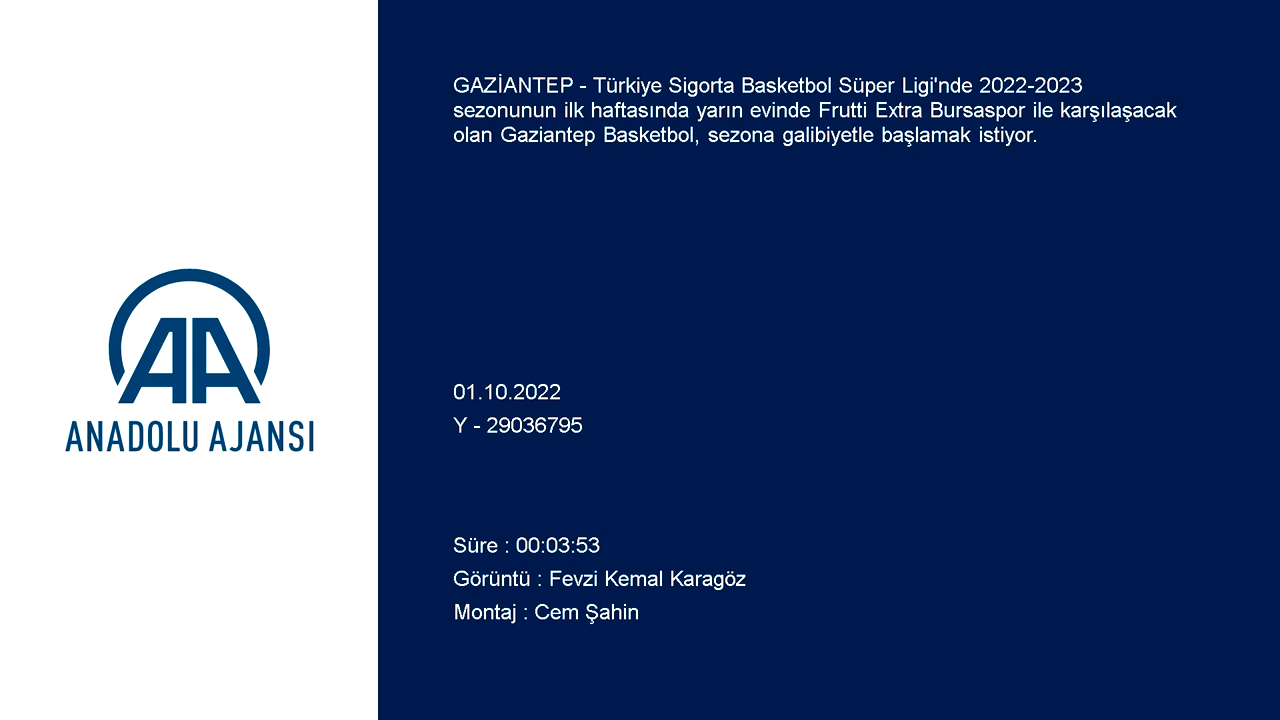 GAZİANTEP - Türkiye Sigorta Basketbol Süper Ligi'nde 2022-2023
sezonunun ilk haftasında yarın evinde Frutti Extra Bursaspor ile karşılaşacak
olan Gaziantep Basketbol, sezona galibiyetle başlamak istiyor.
AA
ANADOLU AJANSI
01.10.2022
Y - 29036795
Süre : 00:03:53
Görüntü : Fevzi Kemal Karagöz
Montaj : Cem Şahin